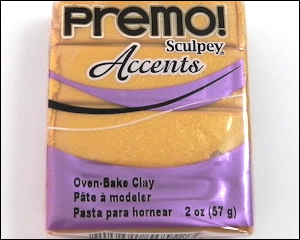 PREMO!
Sculpey
Accents
Oven-Bake Clay
Pâte à modeler
Pasta para hornear 2 oz (57 g)